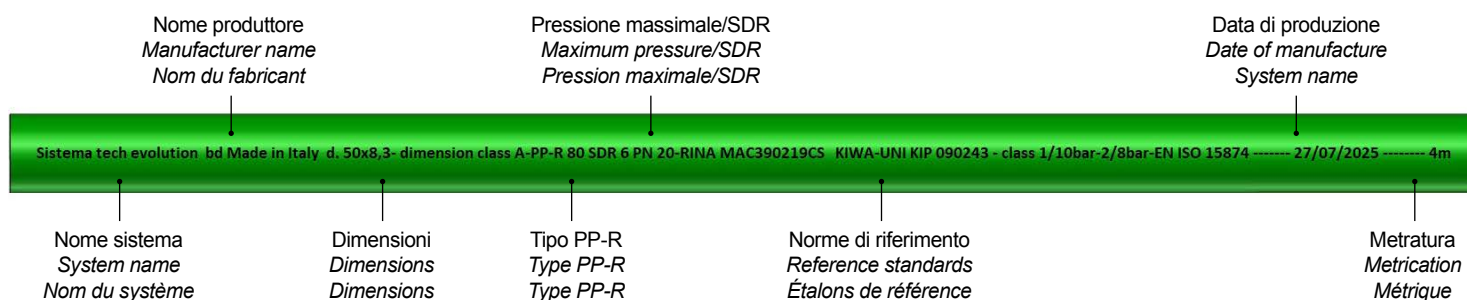 Nome produttore
Manufacturer name
Nom du fabricant
Pressione massimale/SDR
Maximum pressure/SDR
Pression maximale/SDR
Data di produzione
Date of manufacture
System name
Sistema tech evolution bd Made in Italy d. 50x8,3- dimension class A-PP-R 80 SDR 6 PN 20-RINA MAC390219CS KIWA-UNI KIP 090243 - class 1/10bar-2/8bar-EN ISO 15874 ------- 27/07/2025 -------- 4m
Nome sistema
System name
Nom du système
Dimensioni
Dimensions
Dimensions
Tipo PP-R
Type PP-R
Type PP-R
Norme di riferimento
Reference standards
Étalons de référence
Metratura
Metrication
Métrique